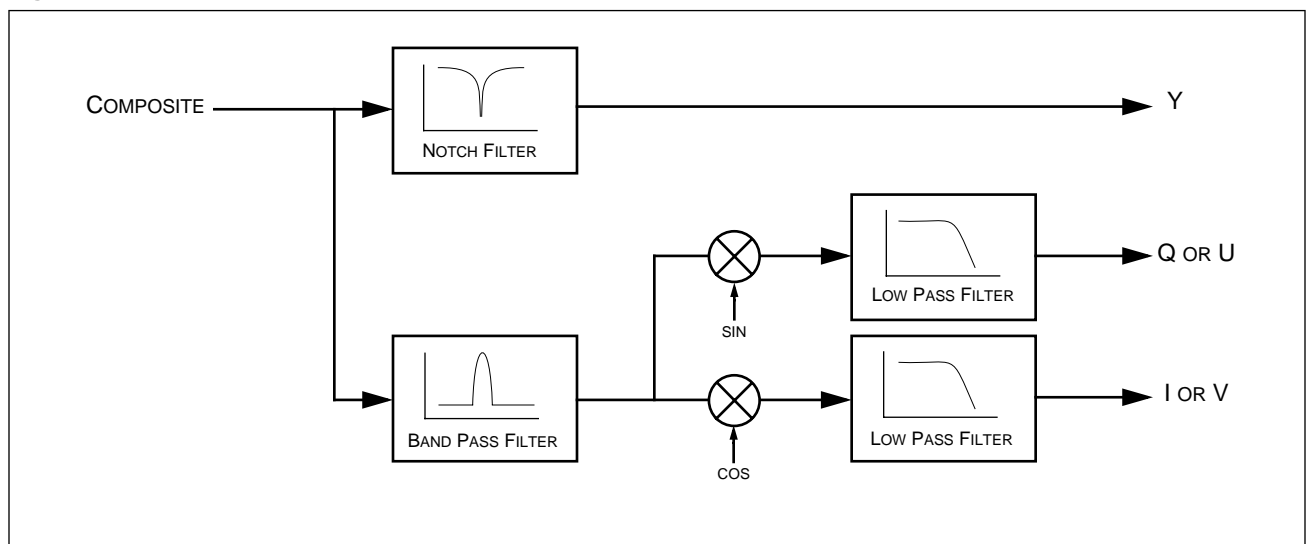 COMPOSITE
NOTCH FILTER
Y
SIN
LOW PASS FILTER
Q OR U
BAND PASS FILTER
COS
LOW PASS FILTER
I OR V